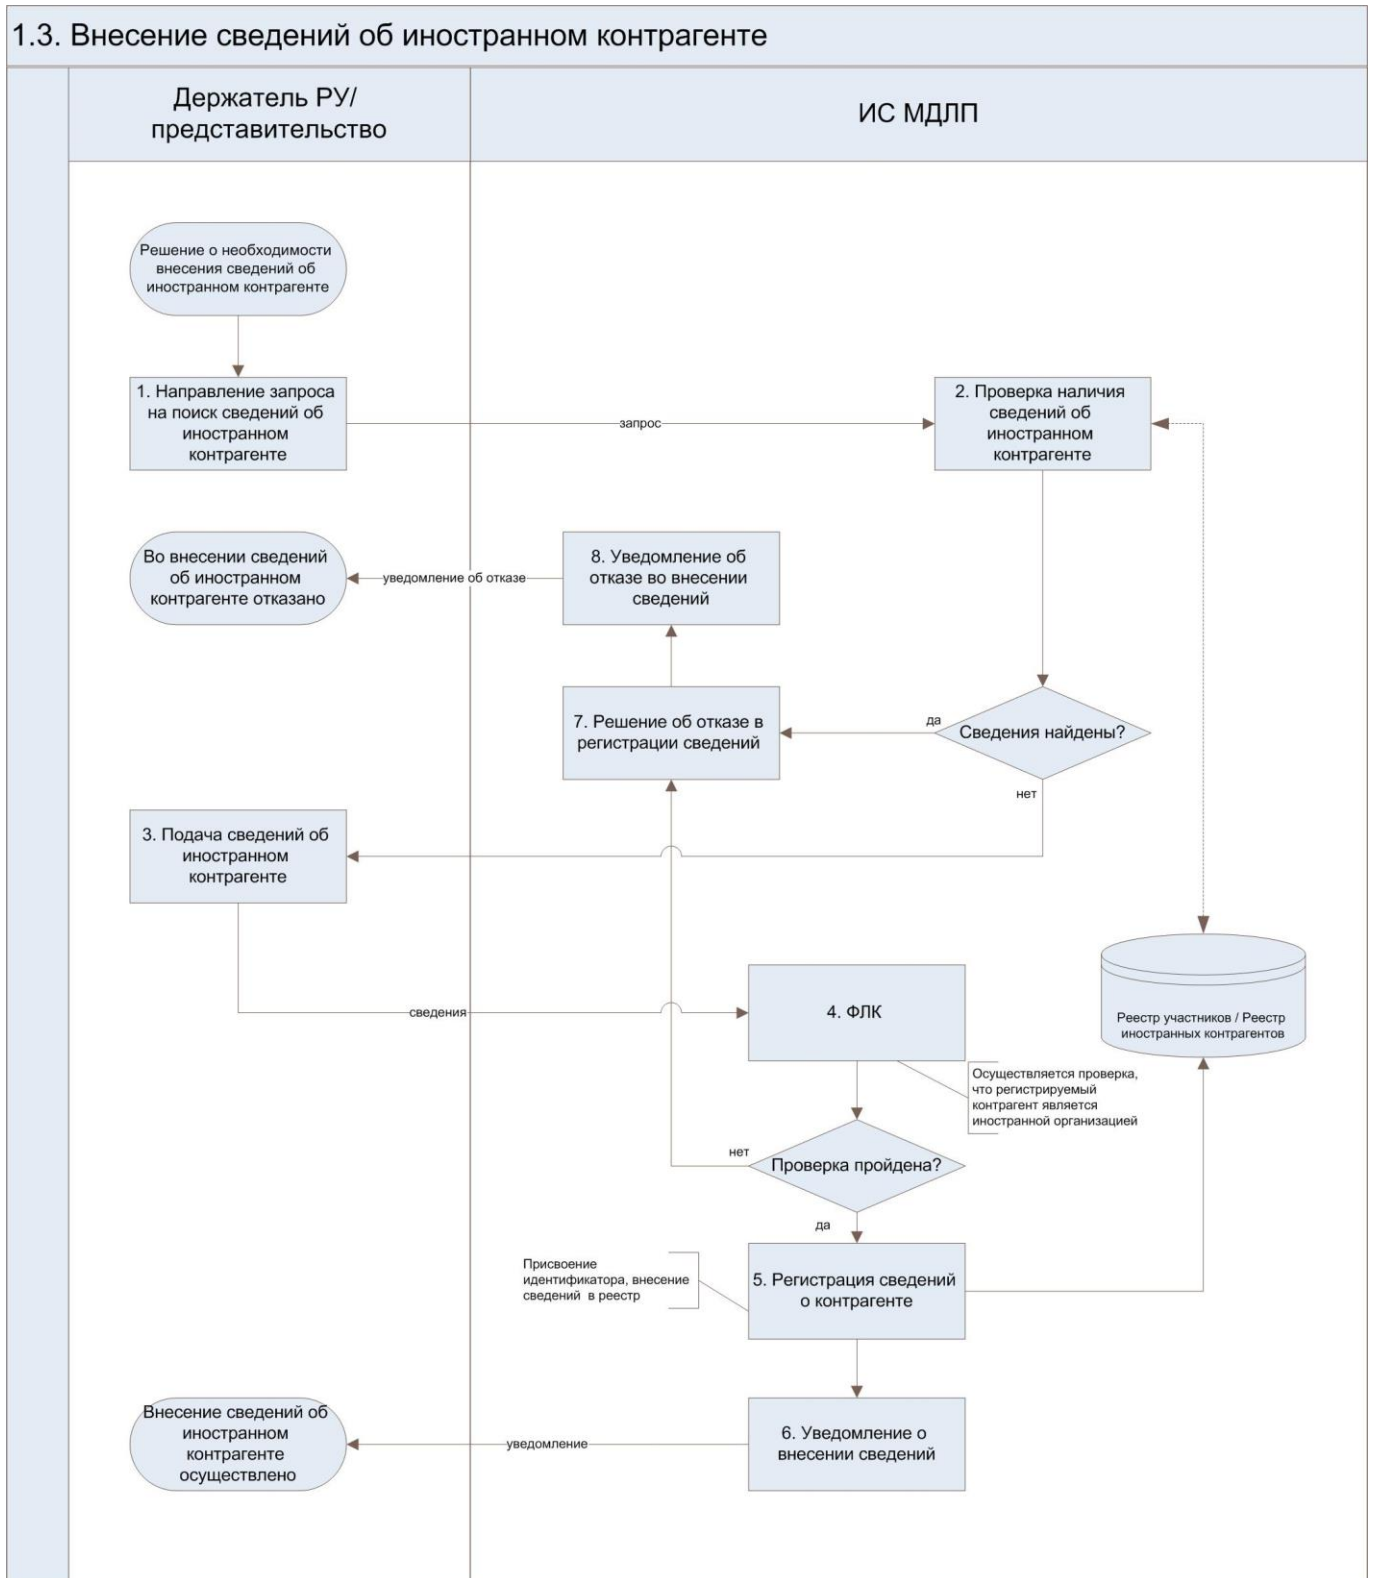 1.3. Внесение сведений об иностранном контрагенте
Держатель РУ/
представительство
ИС МДЛП
Решение о необходимости
внесения сведений об
иностранном контрагенте
1. Направление запроса
на поиск сведений об
иностранном
контрагенте
запрос
2. Проверка наличия
сведений об
иностранном
контрагенте
Во внесении сведений
об иностранном
контрагенте отказано
уведомление об отказе
8. Уведомление об
отказе во внесении
сведений
7. Решение об отказе в
регистрации сведений
да
Сведения найдены?
нет
3. Подача сведений об
иностранном
контрагенте
сведения
4. ФЛК
Реестр участников / Реестр
иностранных контрагентов
Осуществляется проверка,
что регистрируемый
контрагент является
иностранной организацией
нет
Проверка пройдена?
да
Присвоение
идентификатора, внесение
сведений в реестр
5. Регистрация сведений
о контрагенте
Внесение сведений об
иностранном
контрагенте
осуществлено
уведомление
6. Уведомление о
внесении сведений